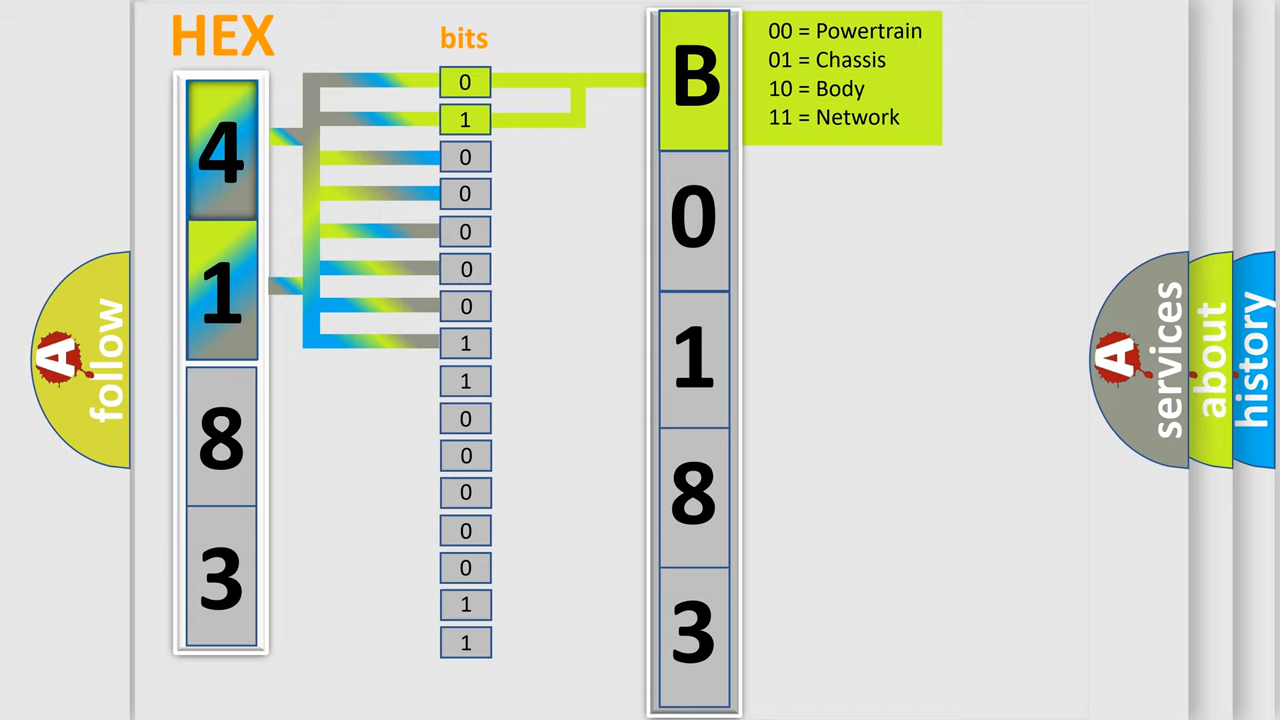 HEX
bits
4
1
8
3
0
1
0
0
0
0
0
1
1
0
0
0
0
0
1
1
B
0
1
8
3
00 = Powertrain
01 = Chassis
10 = Body
11 = Network
A
follow
A
services
about
history